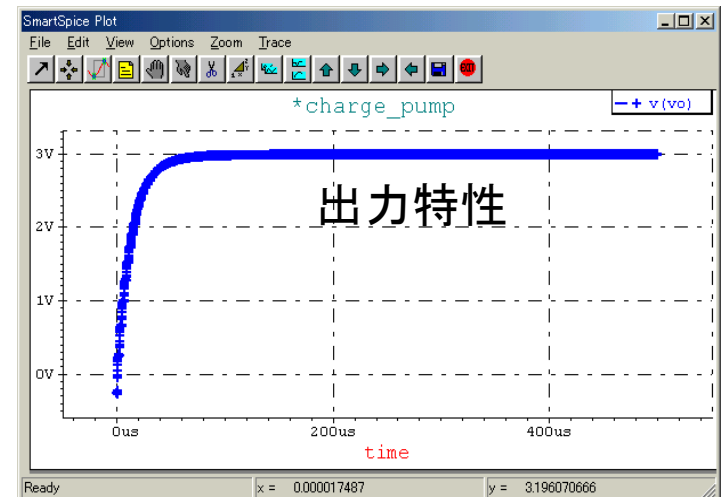 SmartSpice Plot
File Edit View Options Zoom Trace
*charge_pump
v(vo)
3V
出力特性
2V
1V
0V
0us 200us 400us
time
Ready x = 0.000017487 y = 3.196070666